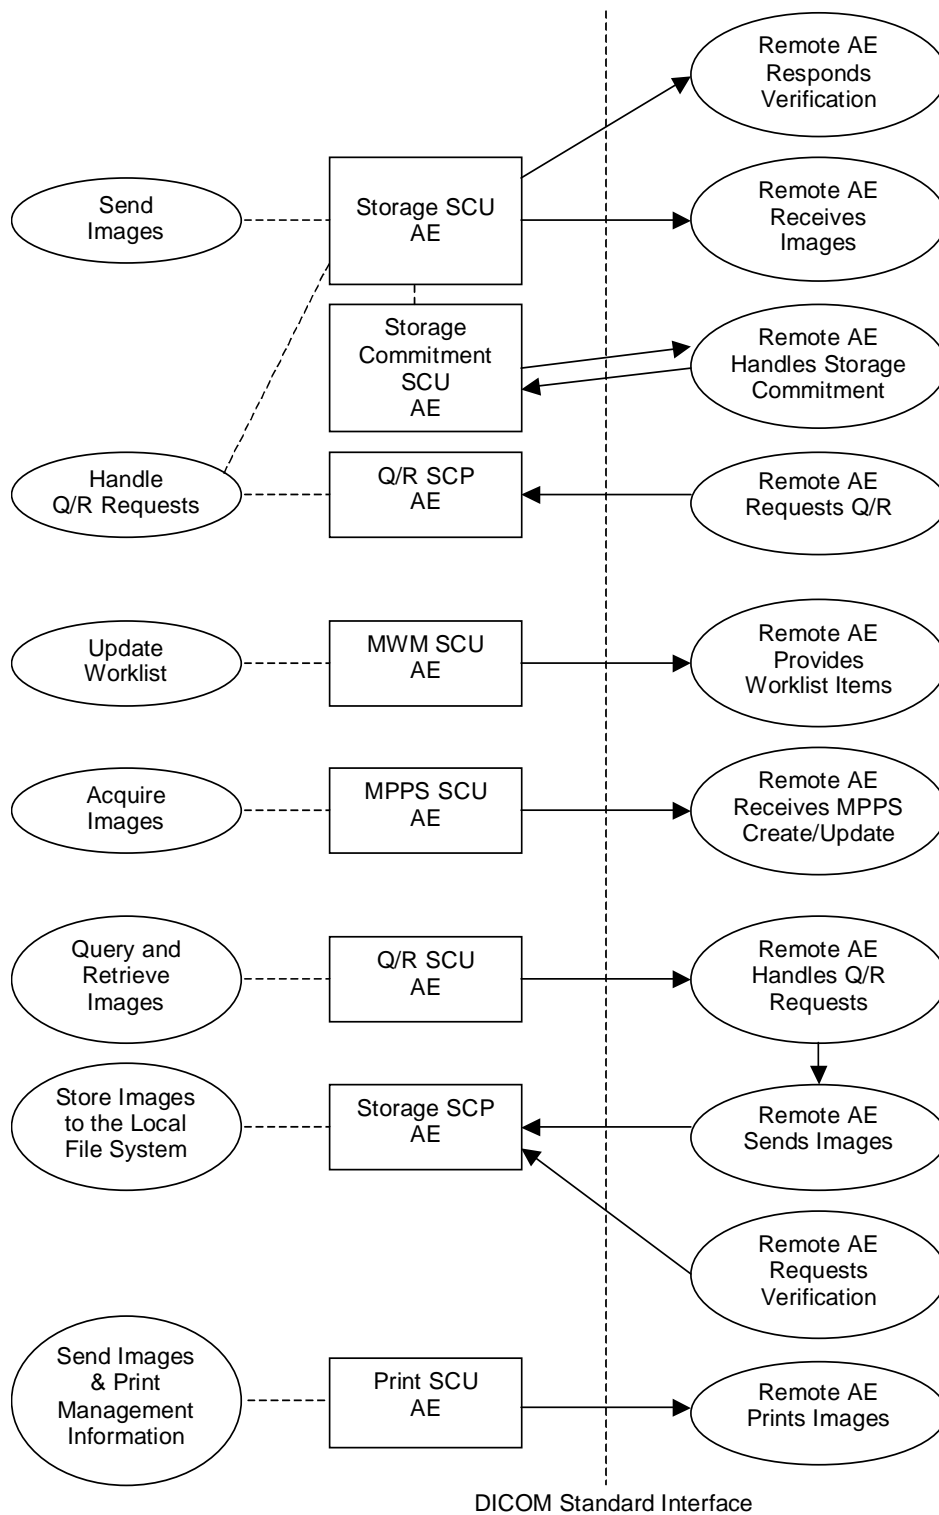 Remote AE
Responds
Verification
Send
Images
Storage SCU
AE
Remote AE
Receives
Images
Storage
Commitment
SCU
AE
Remote AE
Handles Storage
Commitment
Handle
Q/R Requests
Q/R SCP
AE
Remote AE
Requests Q/R
Update
Worklist
MWM SCU
AE
Remote AE
Provides
Worklist Items
Acquire
Images
MPPS SCU
AE
Remote AE
Receives MPPS
Create/Update
Query and
Retrieve
Images
Q/R SCU
AE
Remote AE
Handles Q/R
Requests
Store Images
to the Local
File System
Storage SCP
AE
Remote AE
Sends Images
Remote AE
Requests
Verification
Send Images
& Print
Management
Information
Print SCU
AE
Remote AE
Prints Images
DICOM Standard Interface